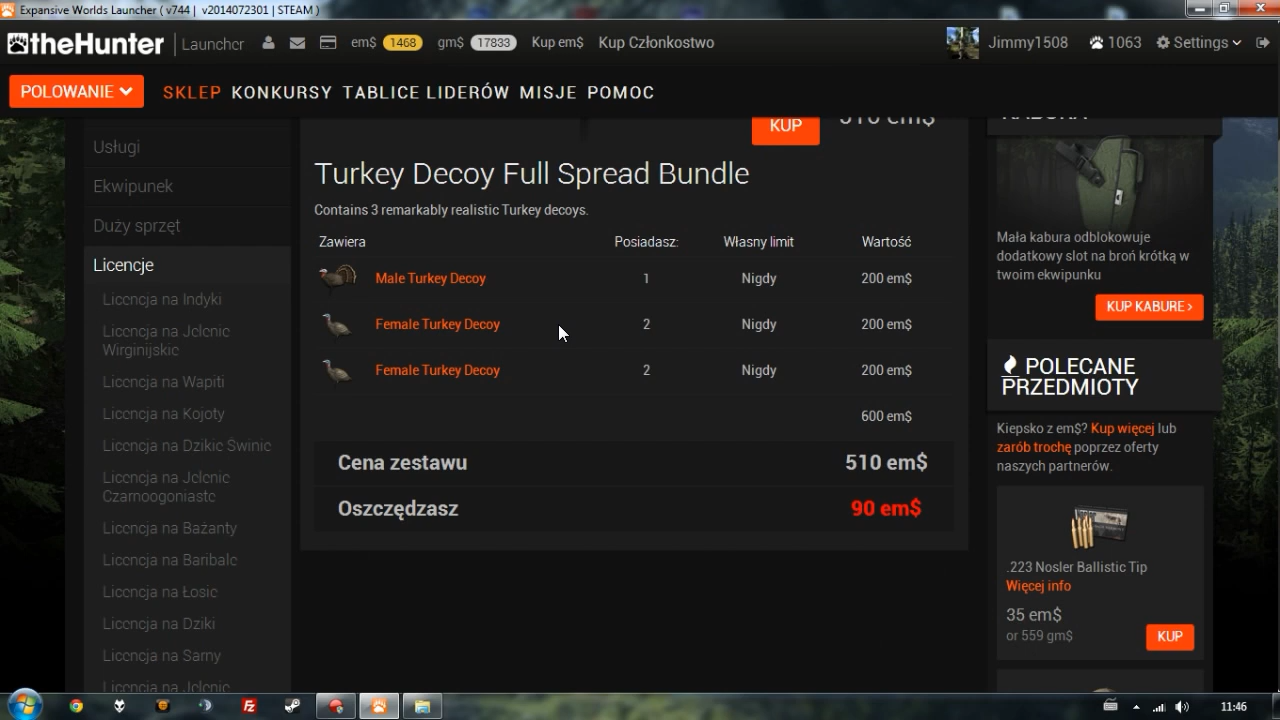 Expansive Worlds Launcher ( v744 | v2014072301 | STEAM )
theHunter Launcher em$ 1468 gm$ 17833 Kup em$ Kup Członkostwo Jimmy1508 1063 Settings
POLOWANIE SKLEP KONKURSY TABLICE LIDERÓW MISJE POMOC
Usługi
Ekwipunek
Duży sprzęt
Licencje
Licencja na Indyki
Licencja na Jelenie
Wirginijskie
Licencja na Wapiti
Licencja na Kojoty
Licencja na Dzikie Świnie
Licencja na Jelenie
Czarnoogoniaste
Licencja na Bażanty
Licencja na Baribale
Licencja na Łosie
Licencja na Dziki
Licencja na Sarny
Licencja na Jelenie
KUP 510 em$
Turkey Decoy Full Spread Bundle
Contains 3 remarkably realistic Turkey decoys.
Zawiera Posiadasz: Własny limit Wartość
Male Turkey Decoy 1 Nigdy 200 em$
Female Turkey Decoy 2 Nigdy 200 em$
Female Turkey Decoy 2 Nigdy 200 em$
600 em$
Cena zestawu 510 em$
Oszczędzasz 90 em$
KABURA
Mała kabura odblokowuje
dodatkowy slot na broń krótką w
twoim ekwipunku
KUP KABURE >
POLECANE
PRZEDMIOTY
Kiepsko z em$? Kup więcej lub
zarób trochę poprzez oferty
naszych partnerów.
.223 Nosler Ballistic Tip
Więcej info
35 em$
or 559 gm$
KUP
11:46